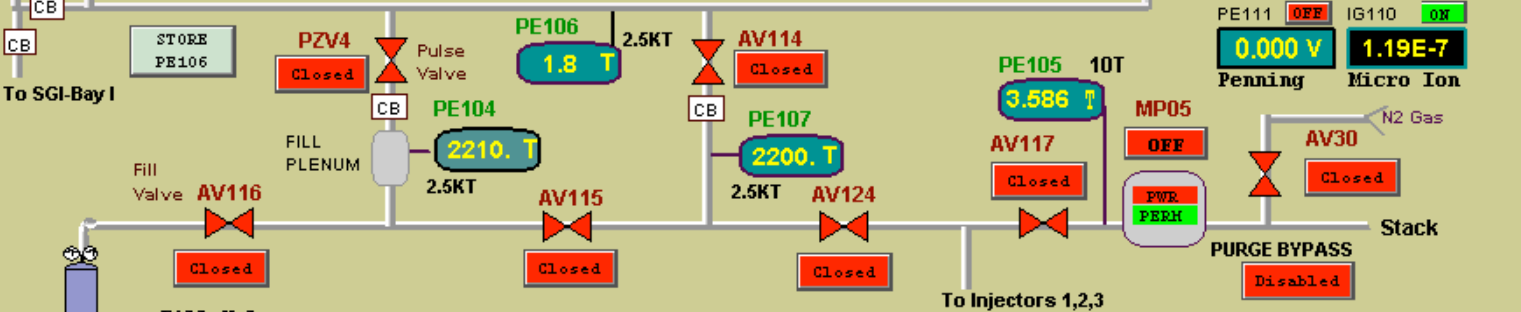 CB
CB
To SGI-Bay I
STORE
PE106
PZV4
Closed
Pulse
Valve
CB
PE106
1.8 T
2.5KT
AV114
Closed
CB
PE104
2210. T
2.5KT
FILL
PLENUM
PE107
2200. T
2.5KT
Fill
Valve
AV116
Closed
AV115
Closed
AV124
Closed
PE105
10T
3.586 T
AV117
Closed
MP05
OFF
PWR
PERM
PE111
OFF
IG110
ON
0.000 V
1.19E-7
Penning
Micro Ion
N2 Gas
AV30
Closed
Stack
PURGE BYPASS
Disabled
To Injectors 1,2,3